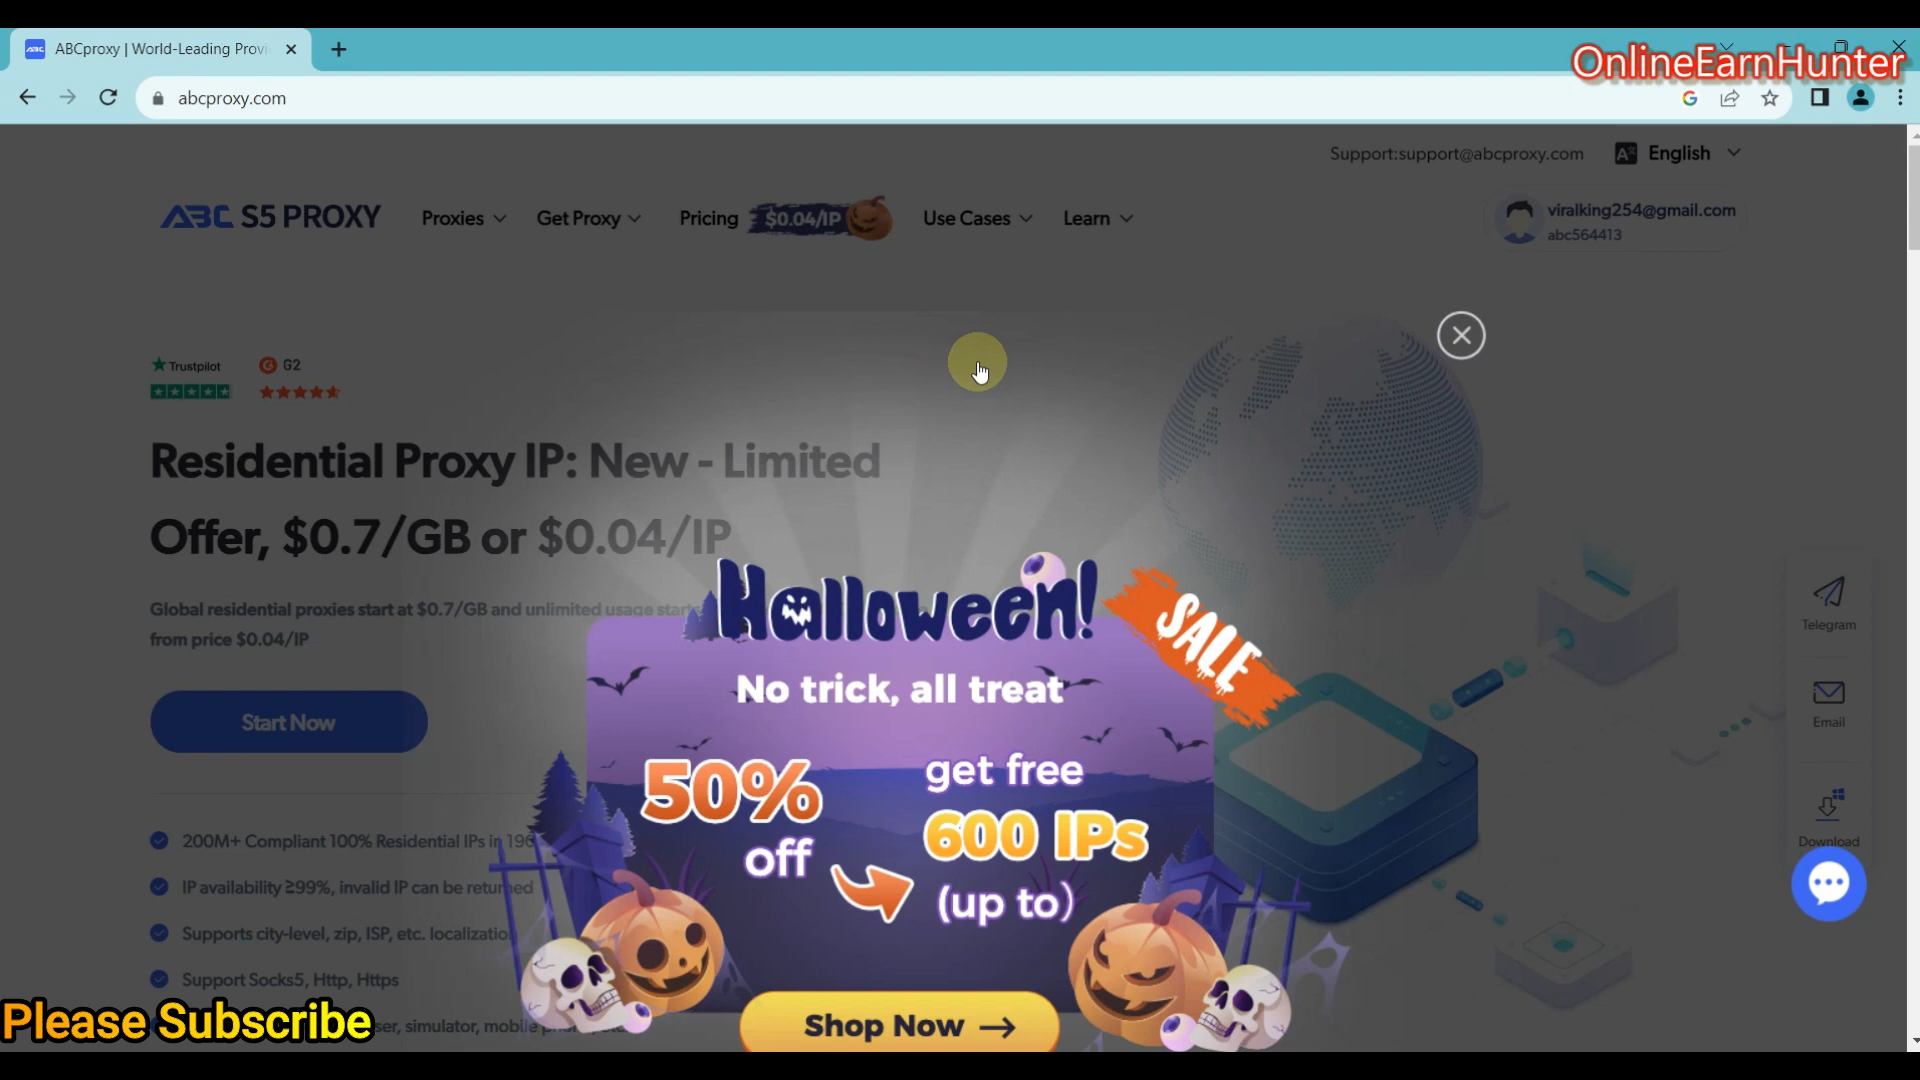 ABCproxy | World-Leading Provi
OnlineEarnHunter
abcproxy.com
Support:support@abcproxy.com
English
ABC S5 PROXY
Proxies
Get Proxy
Pricing
$0.04/IP
Use Cases
Learn
viralking254@gmail.com
abc564413
Trustpilot
G2
Residential Proxy IP: New - Limited
Offer, $0.7/GB or $0.04/IP
Global residential proxies start at $0.7/GB and unlimited usage start
from price $0.04/IP
Start Now
Halloween!
SALE
No trick, all treat
50%
off
get free
600 IPs
(up to)
Shop Now
200M+ Compliant 100% Residential IPs in 190
IP availability ≥99%, invalid IP can be returned
Supports city-level, zip, ISP, etc. localization
Support Socks5, Http, Https
simulator, mobile
Telegram
Email
Download
Please Subscribe